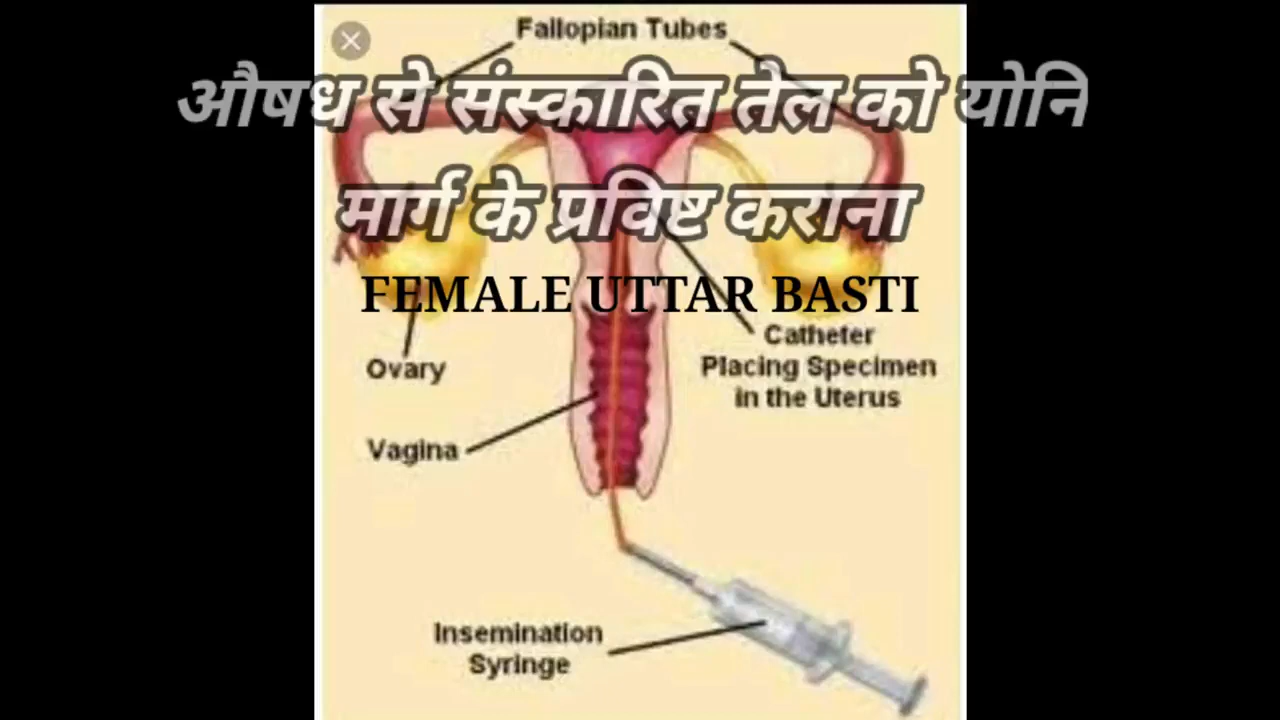 Fallopian Tubes
औषध से संस्कारित तेल को योनि
मार्ग के प्रविष्ट कराना
FEMALE UTTAR BASTI
Catheter
Placing Specimen
in the Uterus
Ovary
Vagina
Insemination
Syringe